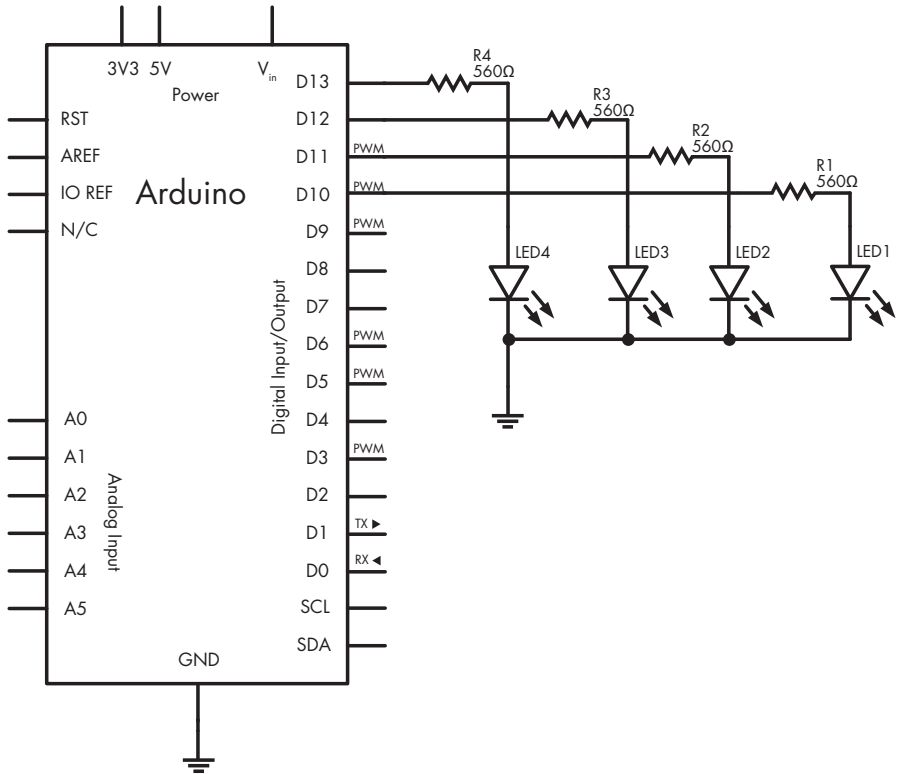 3V3 5V Vin
Power
RST
AREF
IO REF
N/C
Arduino
A0
A1
A2
A3
A4
A5
Analog Input
GND
Digital Input/Output
D13
D12
D11 PWM
D10 PWM
D9 PWM
D8
D7
D6 PWM
D5 PWM
D4
D3 PWM
D2
D1 TX ►
D0 RX ◄
SCL
SDA
R4
560Ω
R3
560Ω
R2
560Ω
R1
560Ω
LED4
LED3
LED2
LED1